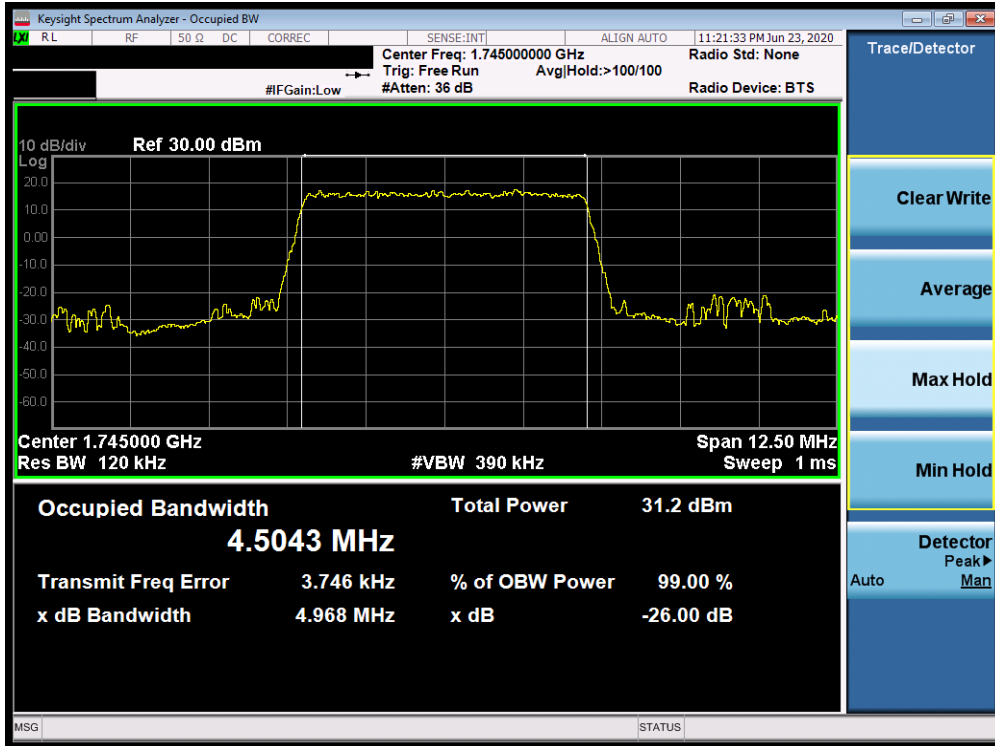 Keysight Spectrum Analyzer - Occupied BW
LXI RL RF 50 Ω DC CORREC SENSE:INT ALIGN AUTO 11:21:33 PM Jun 23, 2020
Center Freq: 1.745000000 GHz Radio Std: None
Trig: Free Run Avg|Hold:>100/100
#IFGain:Low #Atten: 36 dB Radio Device: BTS
Trace/Detector
10 dB/div Ref 30.00 dBm
Log
20.0
10.0
0.00
-10.0
-20.0
-30.0
-40.0
-50.0
-60.0
Center 1.745000 GHz Span 12.50 MHz
Res BW 120 kHz #VBW 390 kHz Sweep 1 ms
Occupied Bandwidth Total Power 31.2 dBm
4.5043 MHz
Transmit Freq Error 3.746 kHz % of OBW Power 99.00 %
x dB Bandwidth 4.968 MHz x dB -26.00 dB
Clear Write
Average
Max Hold
Min Hold
Detector
Peak▶
Auto Man
MSG STATUS